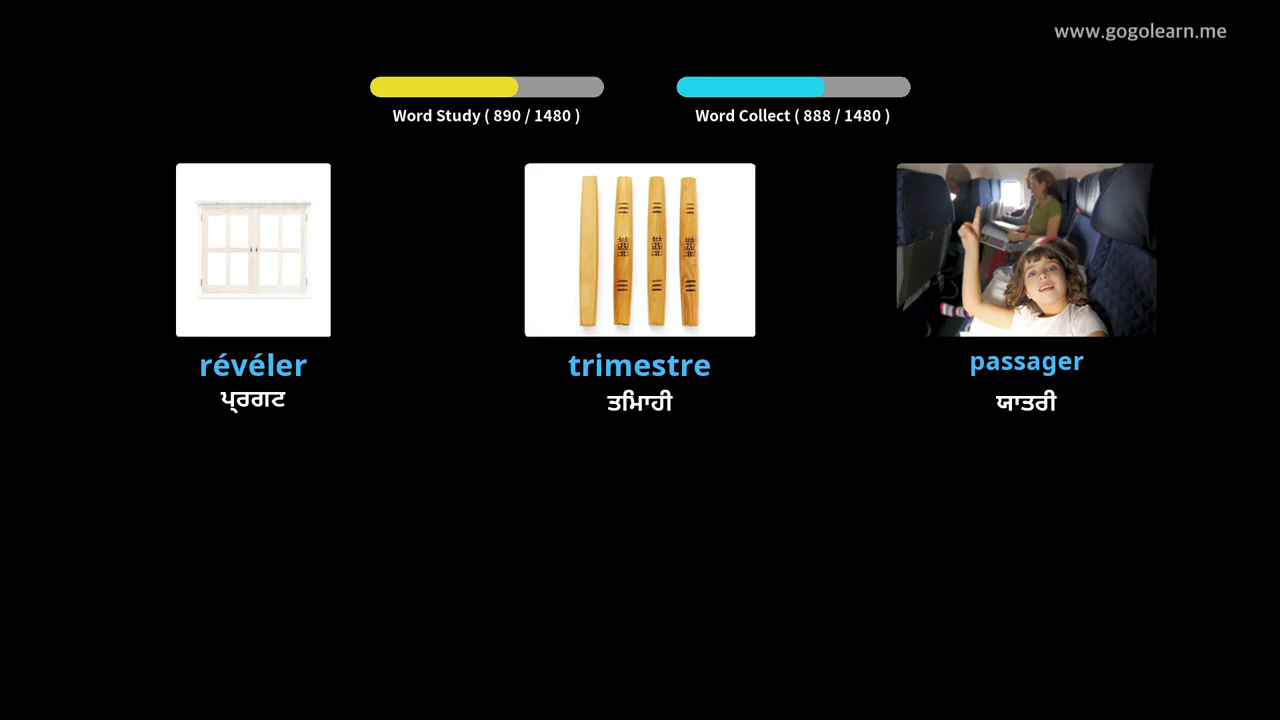 www.gogolearn.me
Word Study ( 890 / 1480 )
Word Collect ( 888 / 1480 )
révéler
trimestre
passager
ਪ੍ਰਗਟ
ਤਿਮਾਹੀ
ਯਾਤਰੀ